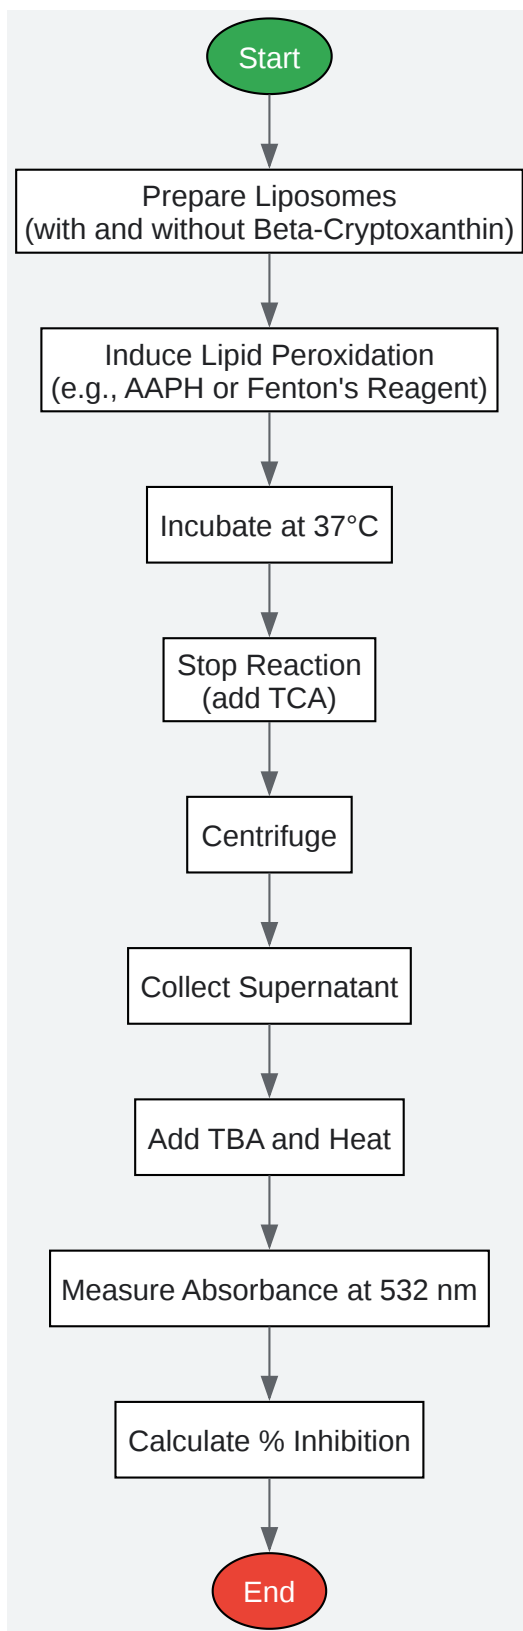 Start
Prepare Liposomes
(with and without Beta-Cryptoxanthin)
Induce Lipid Peroxidation
(e.g., AAPH or Fenton's Reagent)
Incubate at 37°C
Stop Reaction
(add TCA)
Centrifuge
Collect Supernatant
Add TBA and Heat
Measure Absorbance at 532 nm
Calculate % Inhibition
End